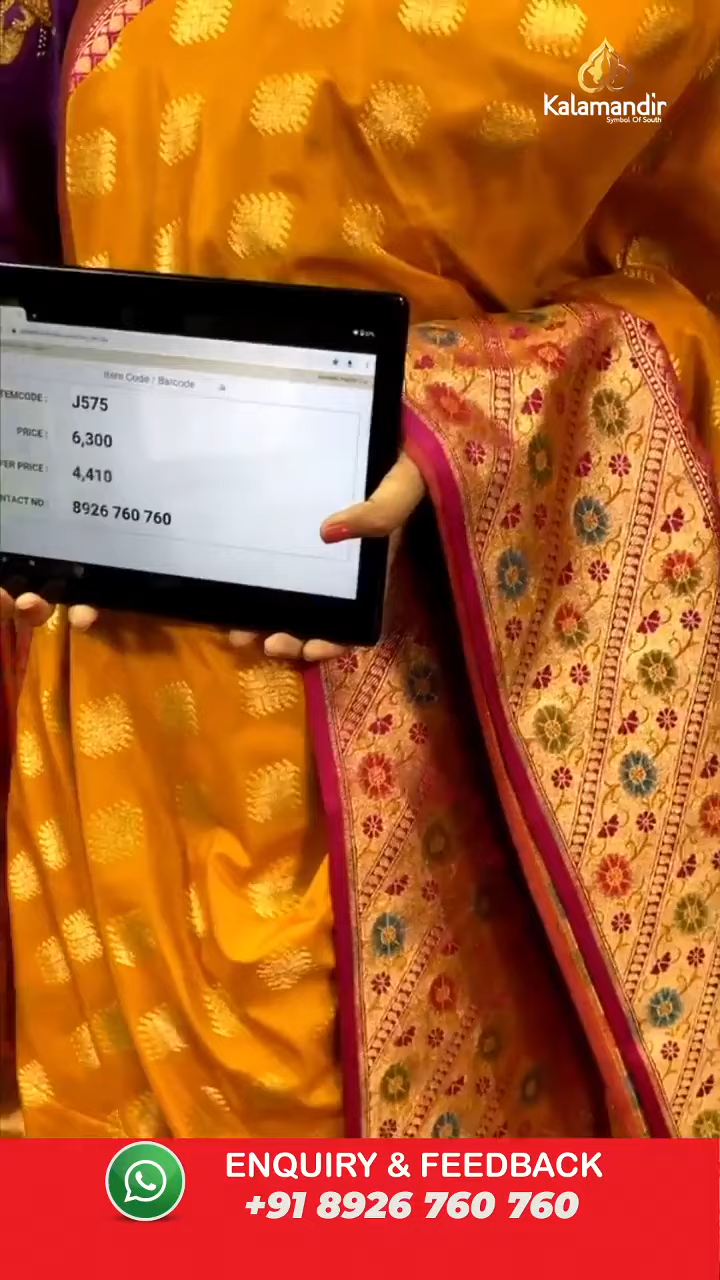 Kalamandir
Symbol Of South
Item Code / Barcode
TEMCODE : J575
PRICE : 6,300
FER PRICE : 4,410
NTACT NO : 8926 760 760
ENQUIRY & FEEDBACK
+91 8926 760 760